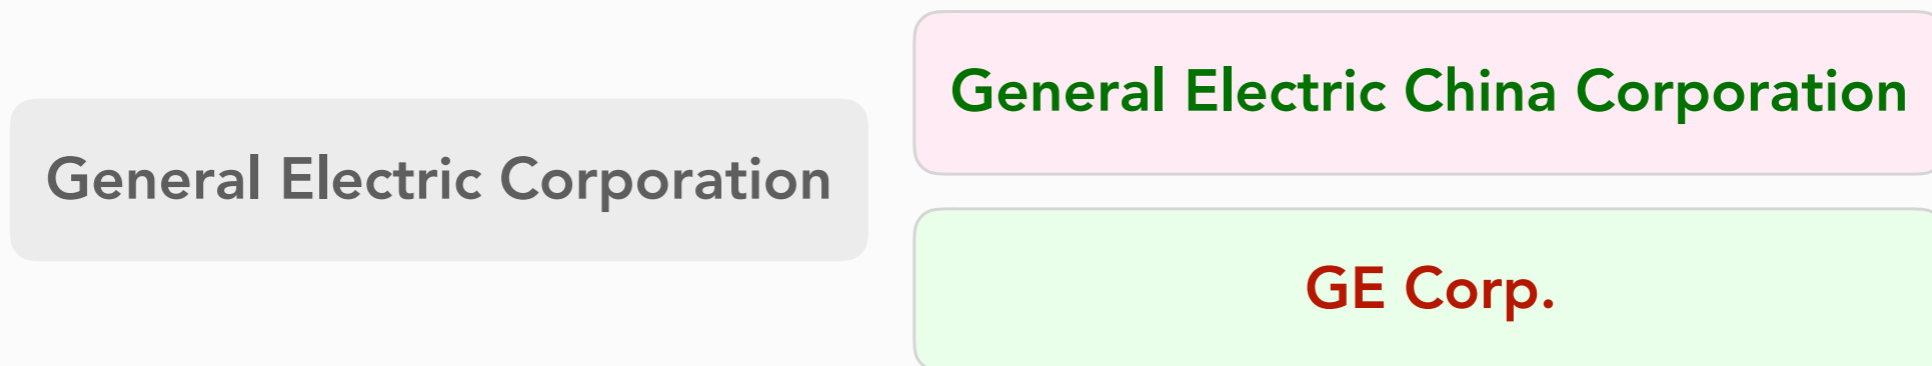 General Electric Corporation
General Electric China Corporation
GE Corp.